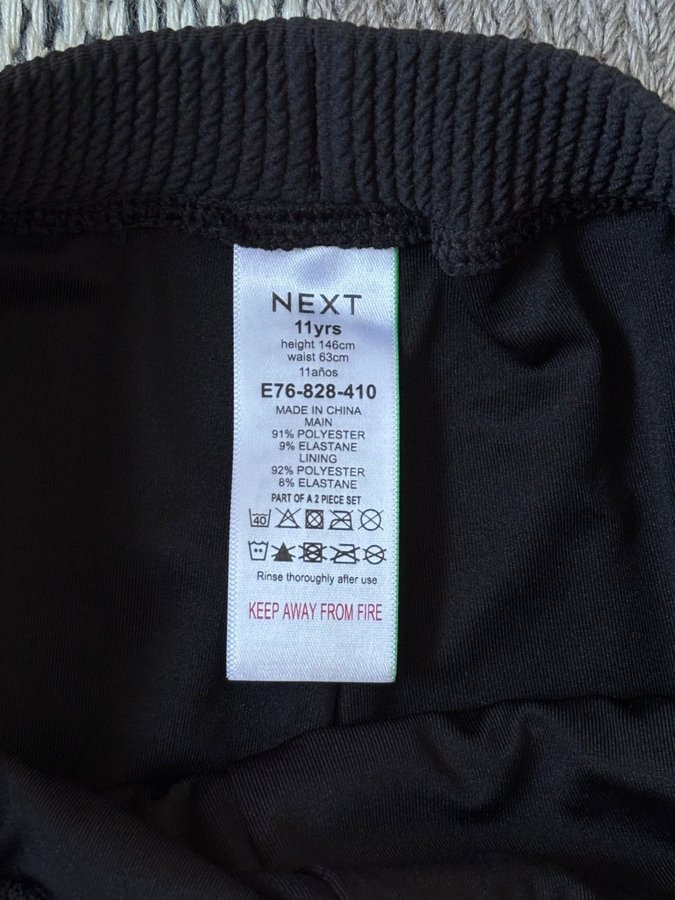 NEXT
11yrs
height 146cm
waist 63cm
11años
E76-828-410
MADE IN CHINA
MAIN
91% POLYESTER
9% ELASTANE
LINING
92% POLYESTER
8% ELASTANE
PART OF A 2 PIECE SET
40
Rinse thoroughly after use
KEEP AWAY FROM FIRE